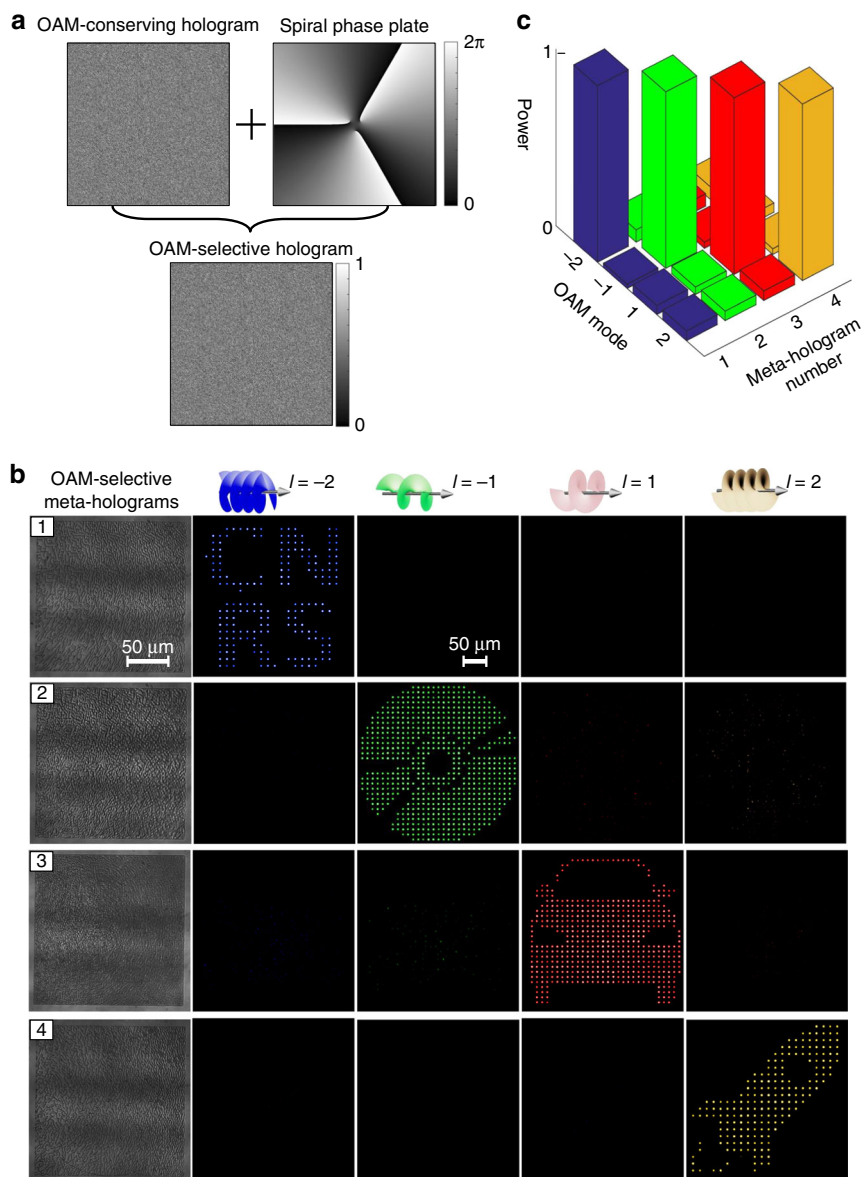 a
OAM-conserving hologram
Spiral phase plate
2π
0
OAM-selective hologram
1
0
c
Power
1
0
−2
−1
1
2
OAM mode
1
2
3
4
Meta-hologram
number
b
OAM-selective
meta-holograms
l = −2
l = −1
l = 1
l = 2
1
50 μm
CN
RS
50 μm
2
3
4